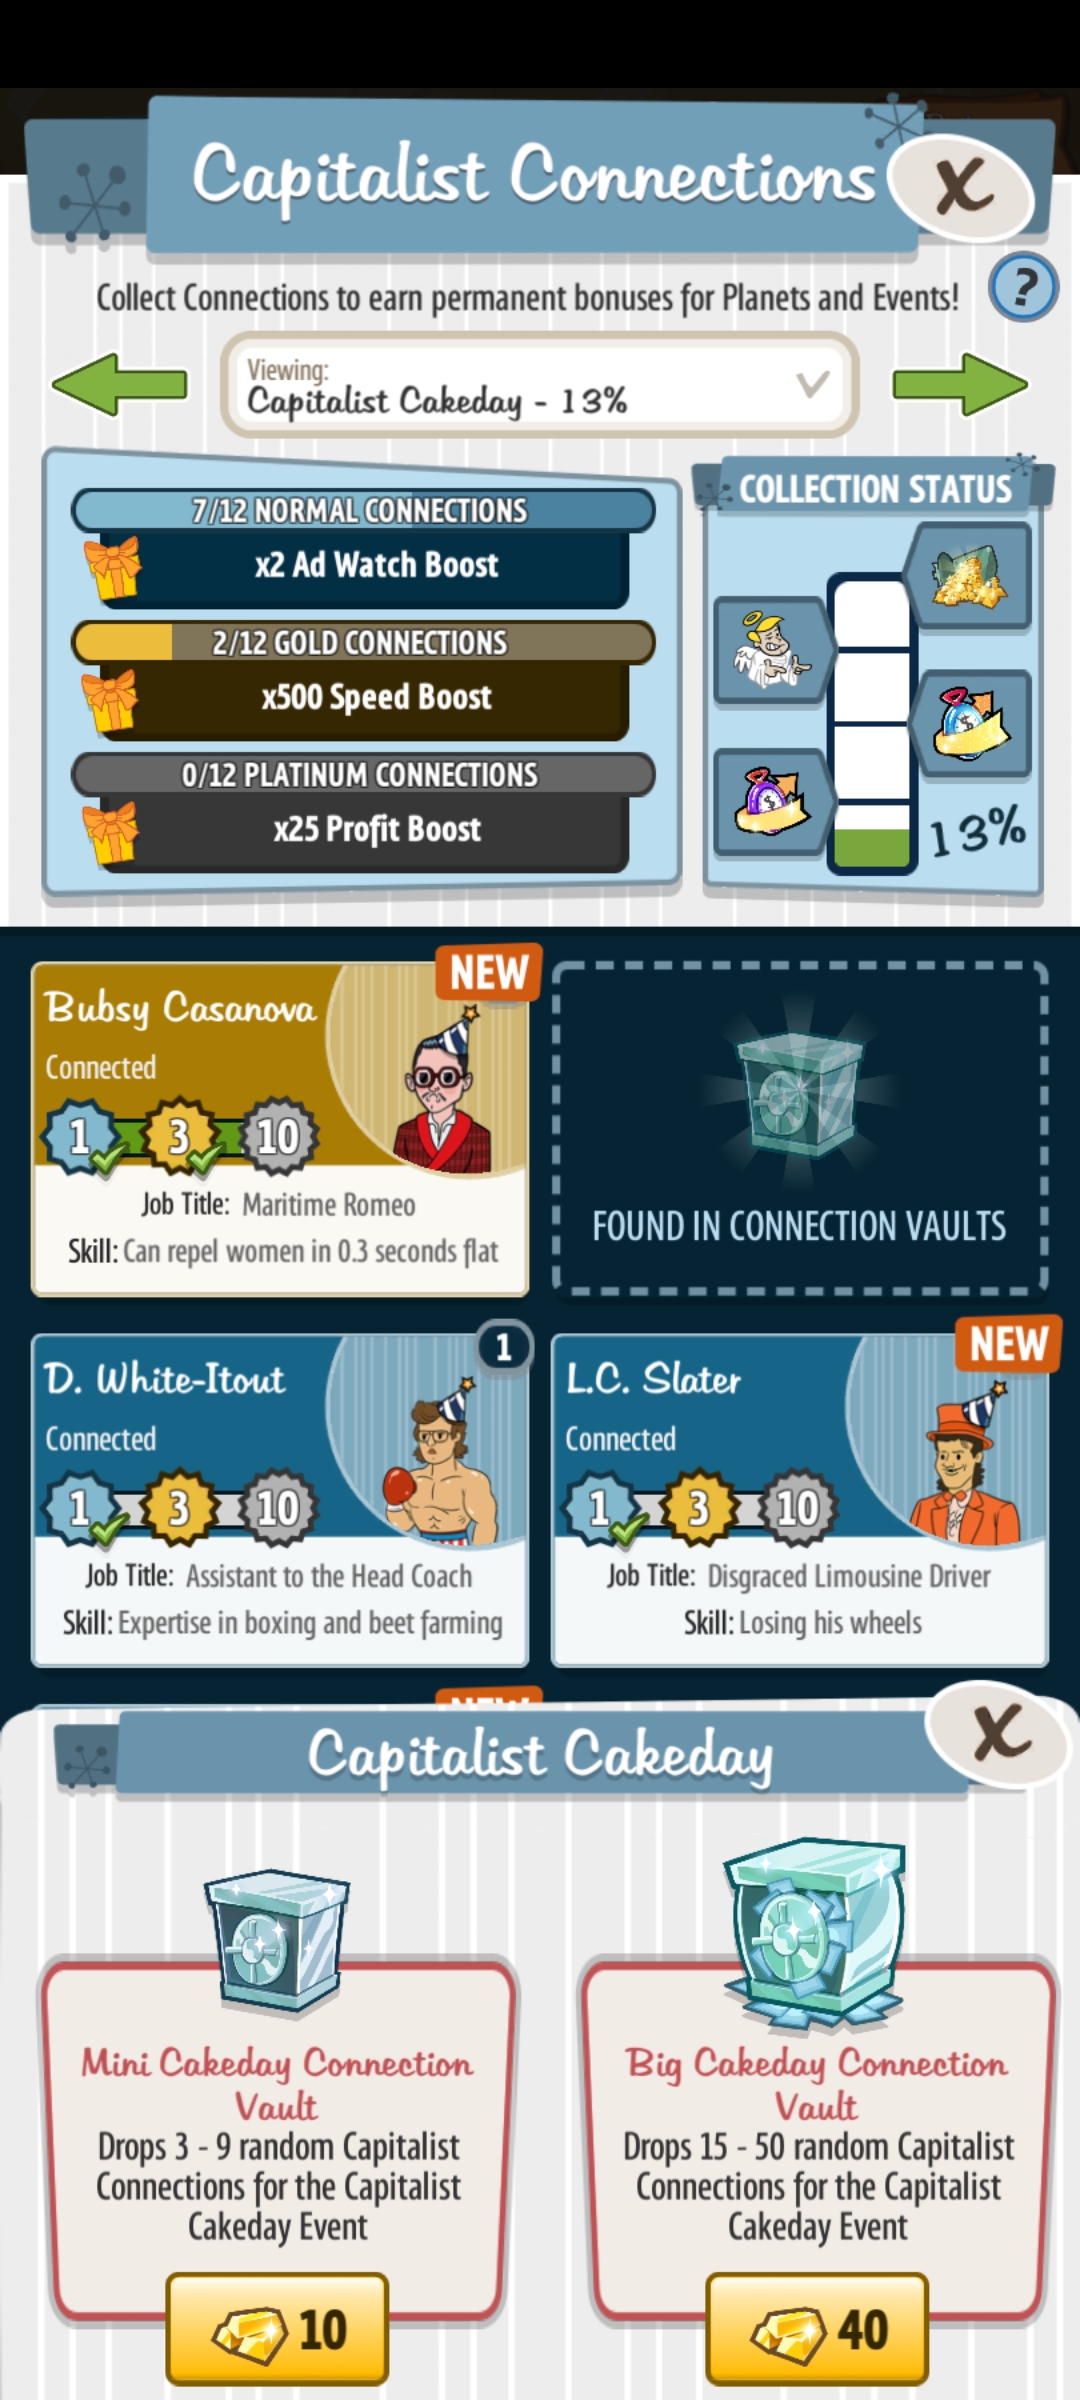 Capitalist Connections
X
Collect Connections to earn permanent bonuses for Planets and Events!
?
Viewing:
Capitalist Cakeday - 13%
7/12 NORMAL CONNECTIONS
x2 Ad Watch Boost
2/12 GOLD CONNECTIONS
x500 Speed Boost
0/12 PLATINUM CONNECTIONS
x25 Profit Boost
COLLECTION STATUS
13%
NEW
Bubsy Casanova
Connected
1 3 10
Job Title: Maritime Romeo
Skill: Can repel women in 0.3 seconds flat
FOUND IN CONNECTION VAULTS
1
D. White-Itout
Connected
1 3 10
Job Title: Assistant to the Head Coach
Skill: Expertise in boxing and beet farming
NEW
L.C. Slater
Connected
1 3 10
Job Title: Disgraced Limousine Driver
Skill: Losing his wheels
NEW
Capitalist Cakeday
X
Mini Cakeday Connection
Vault
Drops 3 - 9 random Capitalist
Connections for the Capitalist
Cakeday Event
10
Big Cakeday Connection
Vault
Drops 15 - 50 random Capitalist
Connections for the Capitalist
Cakeday Event
40